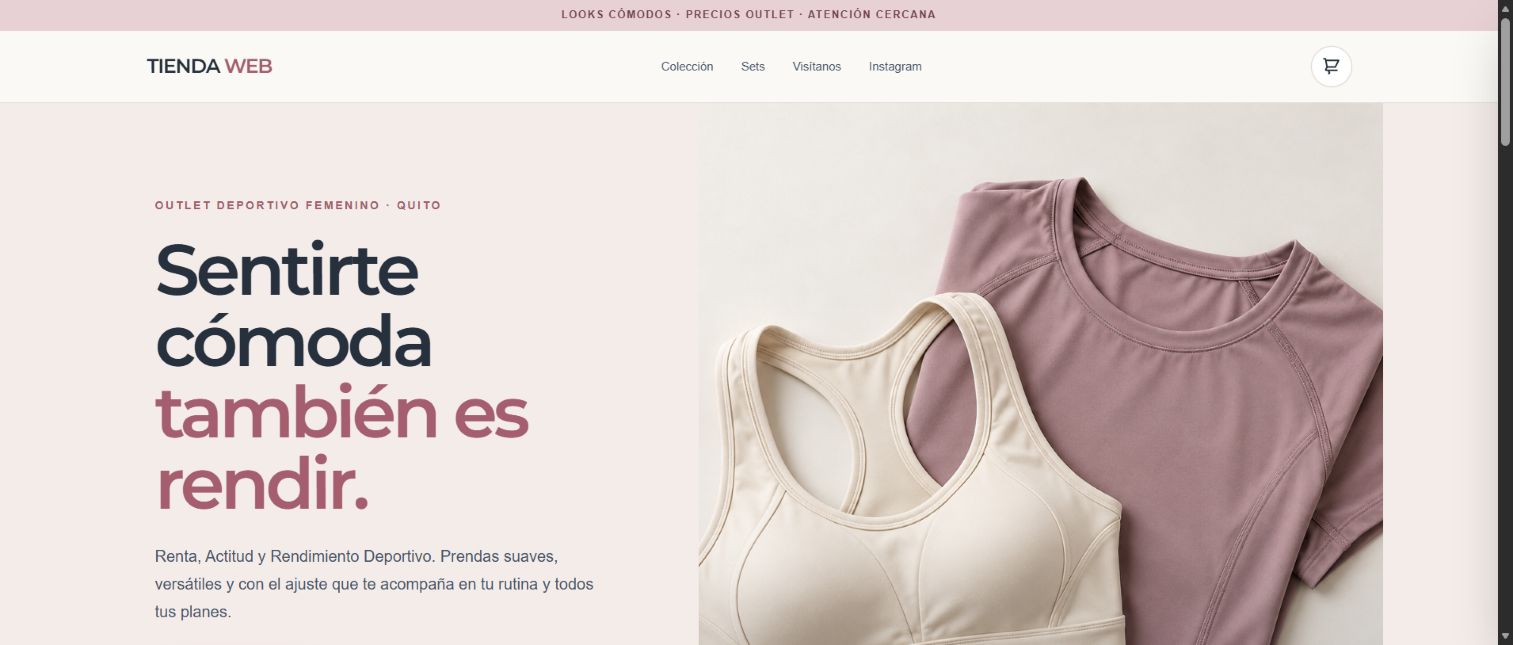 LOOKS CÓMODOS · PRECIOS OUTLET · ATENCIÓN CERCANA
TIENDA WEB
Colección
Sets
Visítanos
Instagram
OUTLET DEPORTIVO FEMENINO · QUITO
Sentirte
cómoda
también es
rendir.
Renta, Actitud y Rendimiento Deportivo. Prendas suaves,
versátiles y con el ajuste que te acompaña en tu rutina y todos
tus planes.